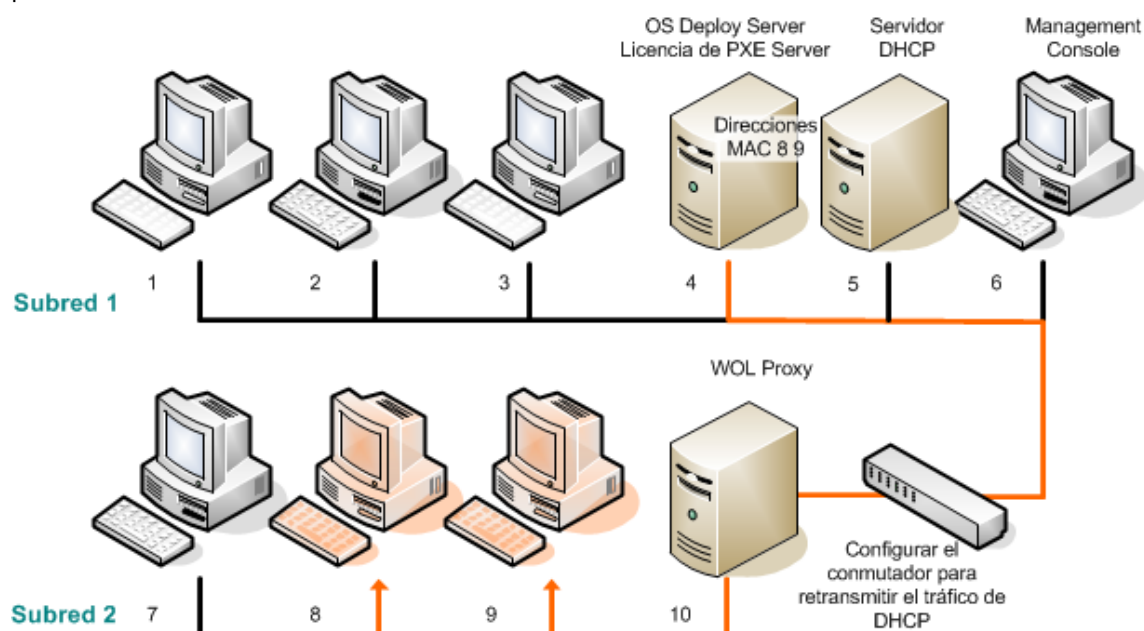 OS Deploy Server
Licencia de PXE Server
Servidor
DHCP
Management
Console
Direcciones
MAC 8 9
1
2
3
4
5
6
Subred 1
WOL Proxy
Configurar el
conmutador para
retransmitir el tráfico de
DHCP
Subred 2
7
8
9
10